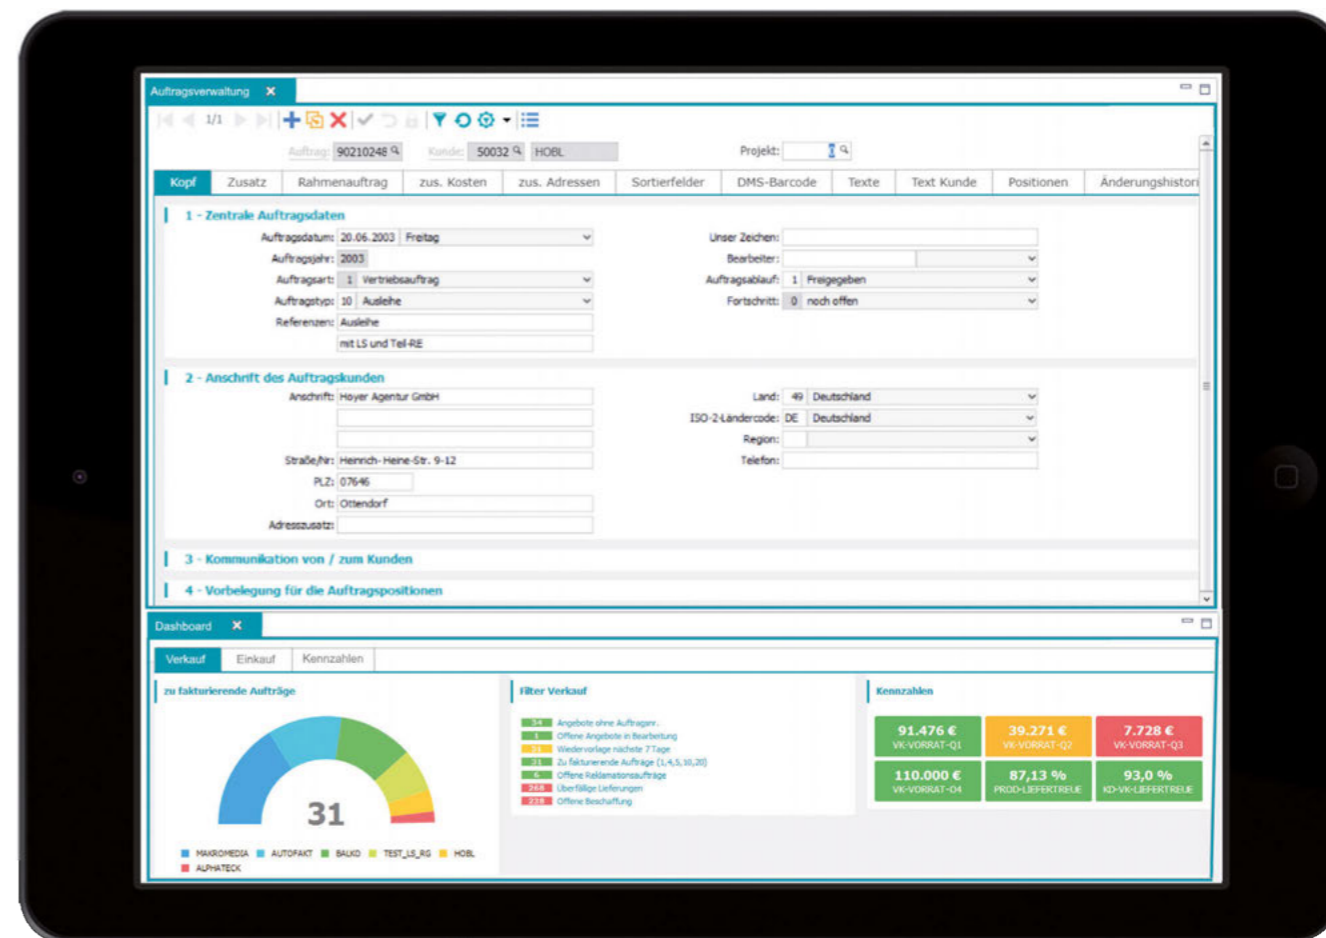 Auftragsverwaltung
1/1
Auftrag: 90210248 Kunde: 50032 HOBL Projekt:
Kopf Zusatz Rahmenauftrag zus. Kosten zus. Adressen Sortierfelder DMS-Barcode Texte Text Kunde Positionen Änderungshistori
1 - Zentrale Auftragsdaten
Auftragsdatum: 20.06.2003 Freitag Unser Zeichen:
Auftragsjahr: 2003 Bearbeiter:
Auftragsart: 1 Vertriebsauftrag Auftragsablauf: 1 Freigegeben
Auftragstyp: 10 Ausleihe Fortschritt: 0 noch offen
Referenzen: Ausleihe
mit LS und Teil-RE
2 - Anschrift des Auftragskunden
Anschrift: Hoyer Agentur GmbH Land: 49 Deutschland
ISO-2-Ländercode: DE Deutschland
Region:
Straße/Nr: Heinrich- Heine-Str. 9-12 Telefon:
PLZ: 07646
Ort: Ottendorf
Adresszusatz:
3 - Kommunikation von / zum Kunden
4 - Vorbelegung für die Auftragspositionen
Dashboard
Verkauf Einkauf Kennzahlen
zu fakturierende Aufträge
31
MAKROMEDIA AUTOFAKT BALKO TEST_LS_RG HOBL
ALPHATECK
Filter Verkauf
54 Angebote ohne Auftragsnr.
1 Offene Angebote in Bearbeitung
Wiedervorlage nächste 7 Tage
31 Zu fakturierende Aufträge (1,4,5,10,20)
6 Offene Reklamationsaufträge
268 Überfällige Lieferungen
228 Offene Beschaffung
Kennzahlen
91.476 € 39.271 € 7.728 €
VK-VORRAT-Q1 VK-VORRAT-Q2 VK-VORRAT-Q3
110.000 € 87,13 % 93,0 %
VK-VORRAT-Q4 PROD-LIEFERTREUE KD-VK-LIEFERTREUE